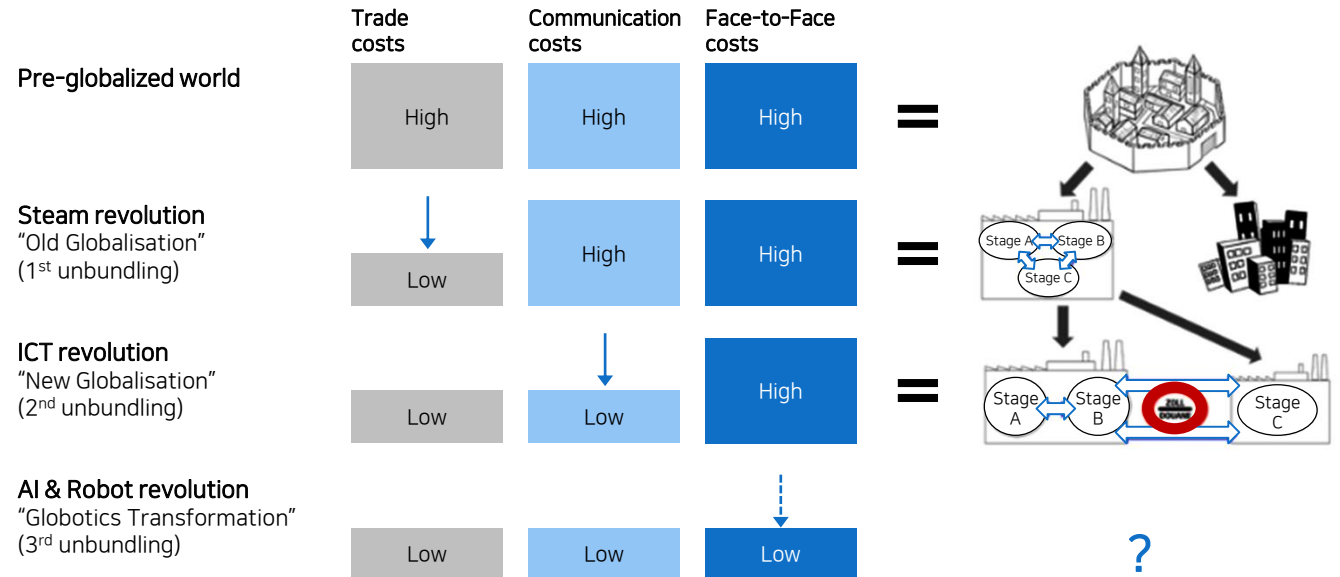 Trade
costs
Communication
costs
Face-to-Face
costs
Pre-globalized world
High
High
High
=
Steam revolution
“Old Globalisation”
(1st unbundling)
Low
High
High
=
Stage A
Stage B
Stage C
ICT revolution
“New Globalisation”
(2nd unbundling)
Low
Low
High
=
Stage
A
Stage
B
ZOLL
DOUANE
Stage
C
AI & Robot revolution
“Globotics Transformation”
(3rd unbundling)
Low
Low
Low
?